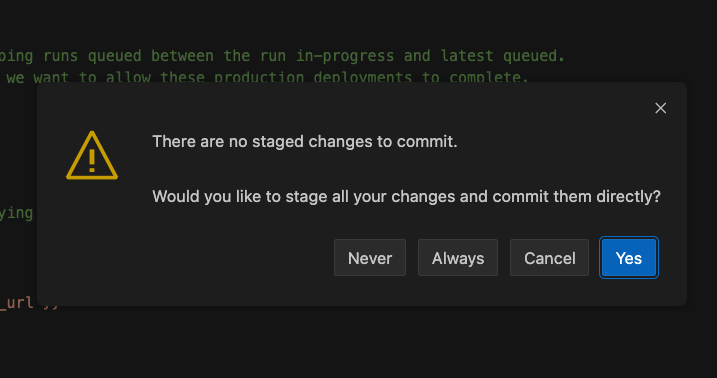 ping runs queued between the run in-progress and latest queued.
we want to allow these production deployments to complete.
There are no staged changes to commit.
ying
Would you like to stage all your changes and commit them directly?
Never Always Cancel Yes
_url }}